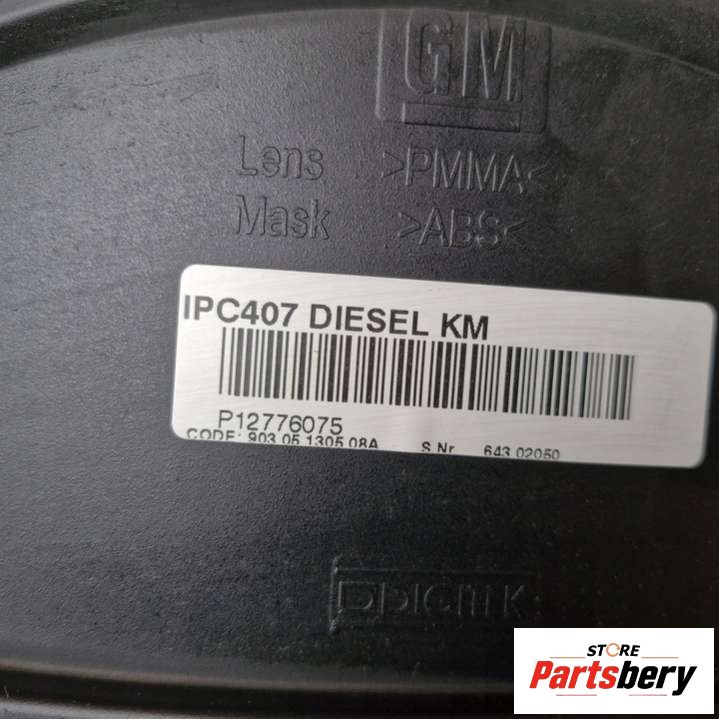 GM
Lens >PMMA<
Mask >ABS<
IPC407 DIESEL KM
P12776075
CODE: 903 05 1305 08A S Nr 643 02050
STORE
Partsbery